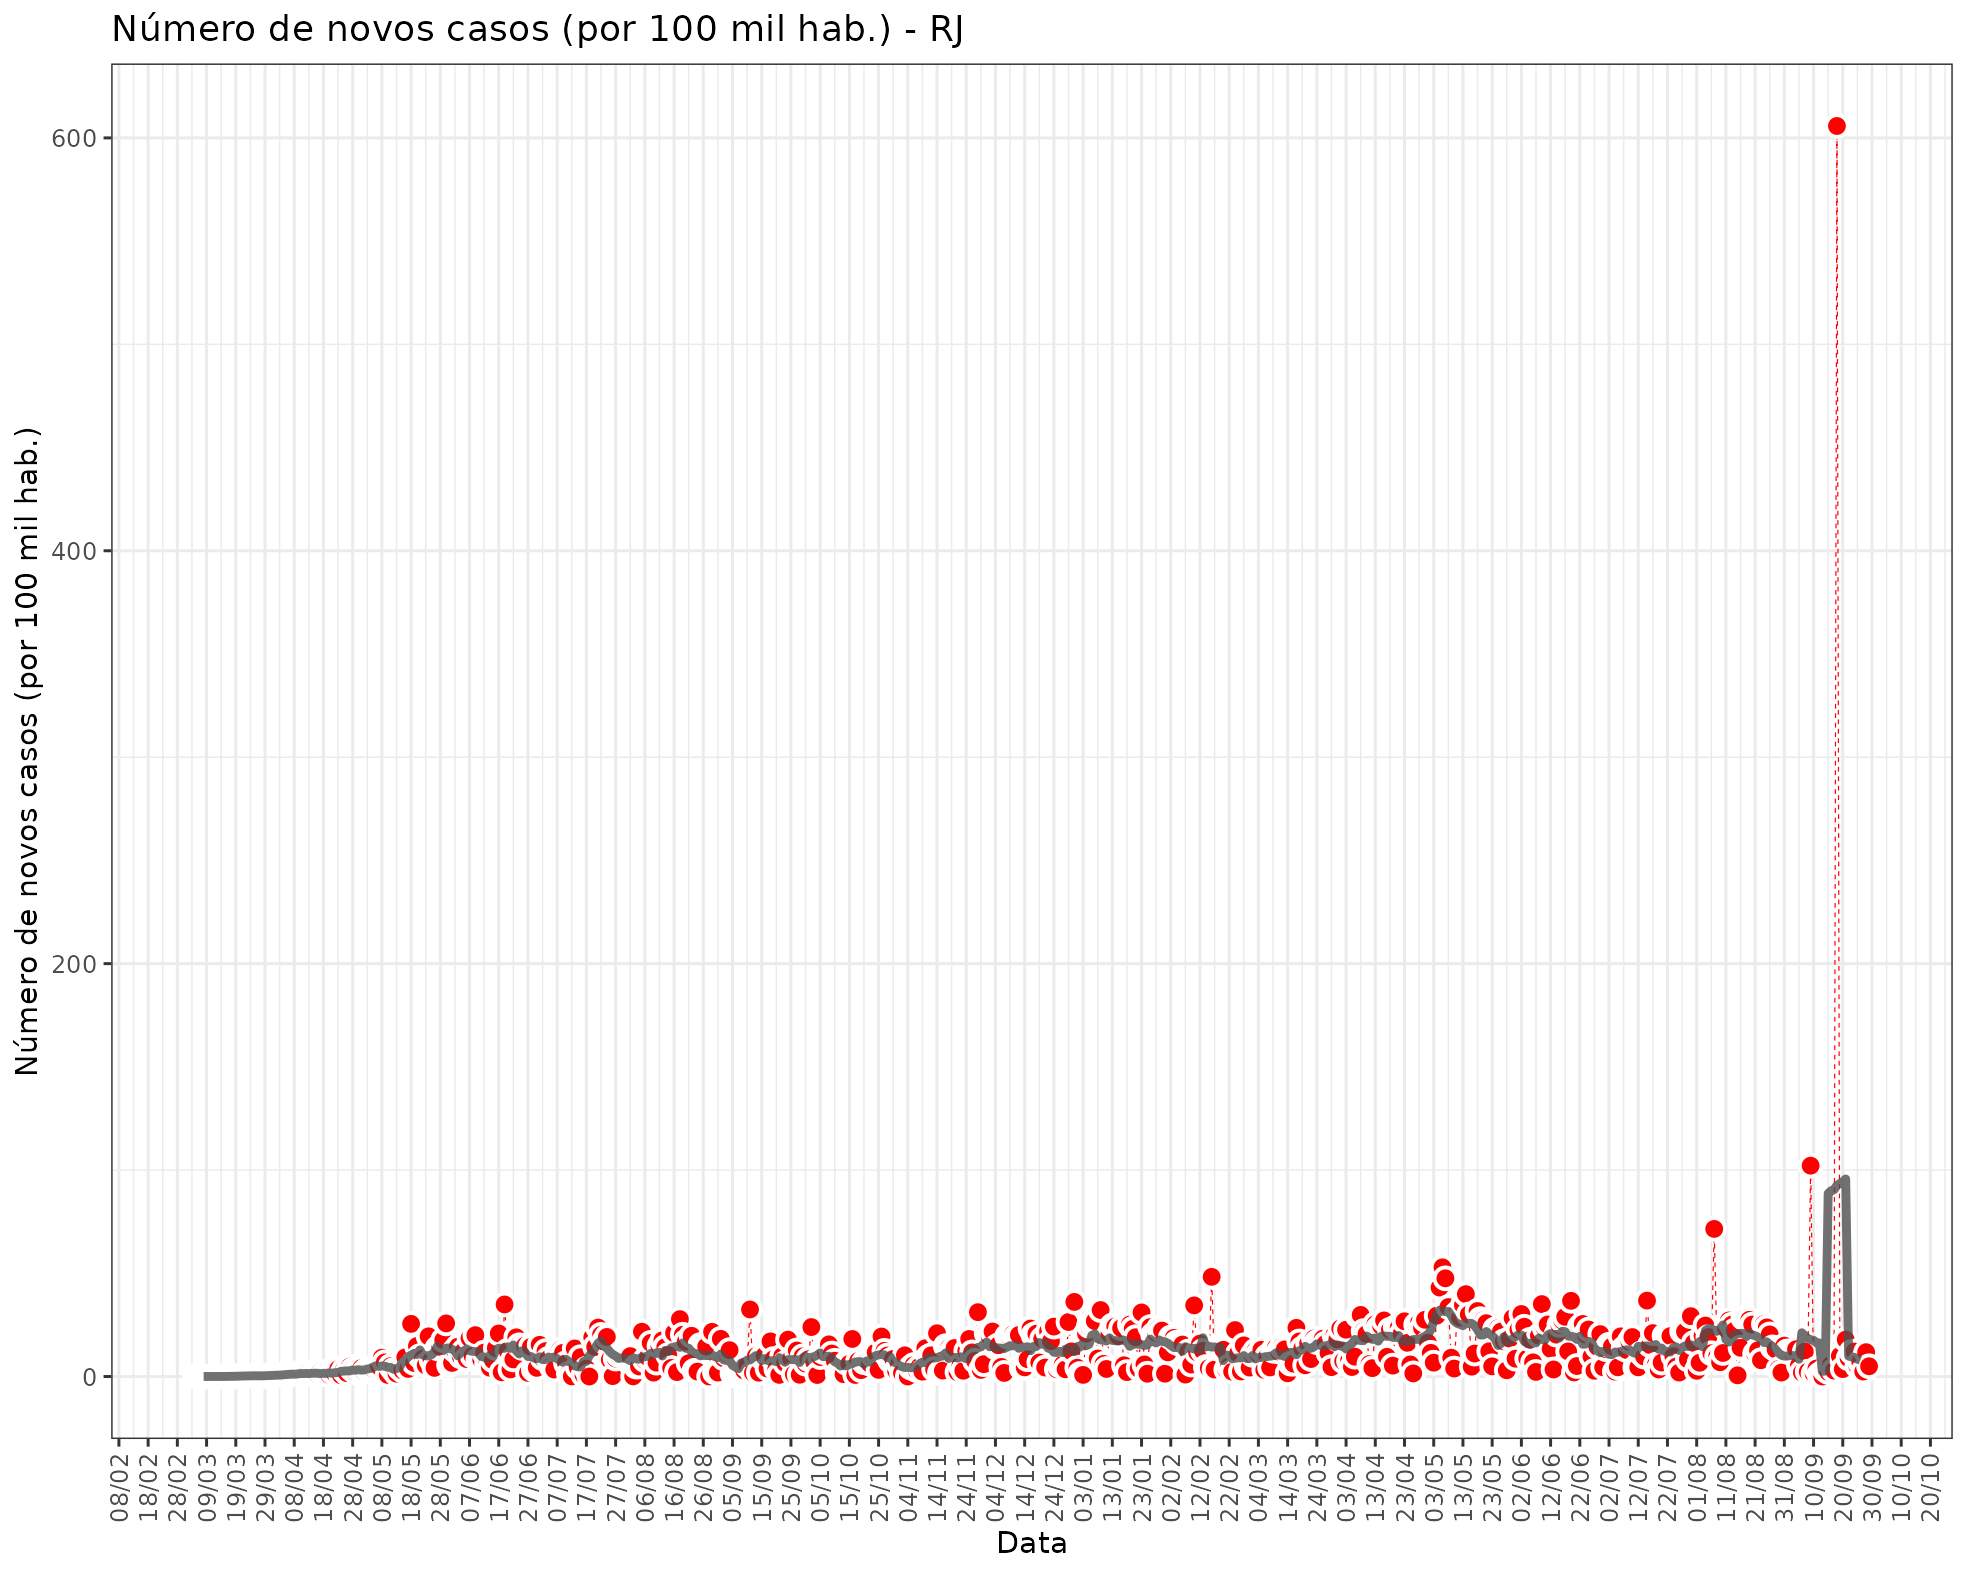 Número de novos casos (por 100 mil hab.) - RJ
Número de novos casos (por 100 mil hab.)
600
400
200
0
08/02 18/02 28/02 09/03 19/03 29/03 08/04 18/04 28/04 08/05 18/05 28/05 07/06 17/06 27/06 07/07 17/07 27/07 06/08 16/08 26/08 05/09 15/09 25/09 05/10 15/10 25/10 04/11 14/11 24/11 04/12 14/12 24/12 03/01 13/01 23/01 02/02 12/02 22/02 04/03 14/03 24/03 03/04 13/04 23/04 03/05 13/05 23/05 02/06 12/06 22/06 02/07 12/07 22/07 01/08 11/08 21/08 31/08 10/09 20/09 30/09 10/10 20/10
Data